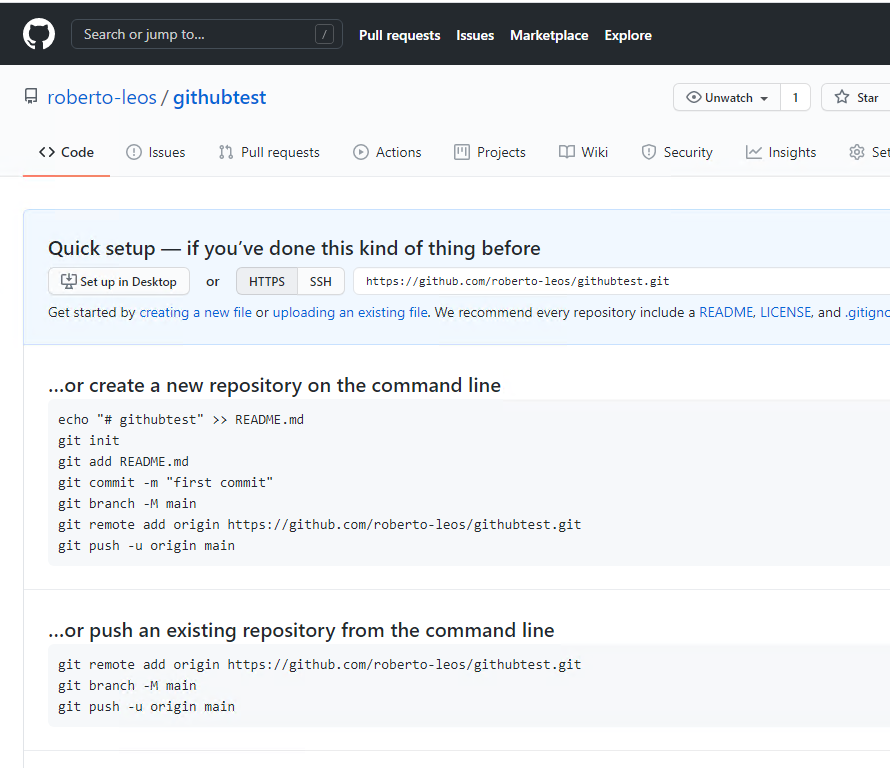 Search or jump to... / Pull requests Issues Marketplace Explore
roberto-leos / githubtest Unwatch 1 Star
Code Issues Pull requests Actions Projects Wiki Security Insights Set
Quick setup — if you’ve done this kind of thing before
Set up in Desktop or HTTPS SSH https://github.com/roberto-leos/githubtest.git
Get started by creating a new file or uploading an existing file. We recommend every repository include a README, LICENSE, and .gitigno
…or create a new repository on the command line
echo "# githubtest" >> README.md
git init
git add README.md
git commit -m "first commit"
git branch -M main
git remote add origin https://github.com/roberto-leos/githubtest.git
git push -u origin main
…or push an existing repository from the command line
git remote add origin https://github.com/roberto-leos/githubtest.git
git branch -M main
git push -u origin main